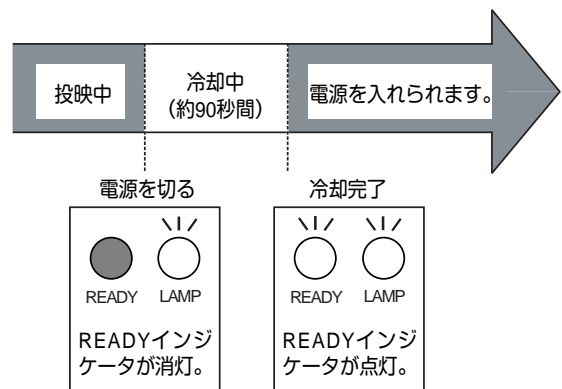 投映中
冷却中
（約90秒間）
電源を入れられます。
電源を切る
冷却完了
READY LAMP
READYインジ
ケータが消灯。
READY LAMP
READYインジ
ケータが点灯。